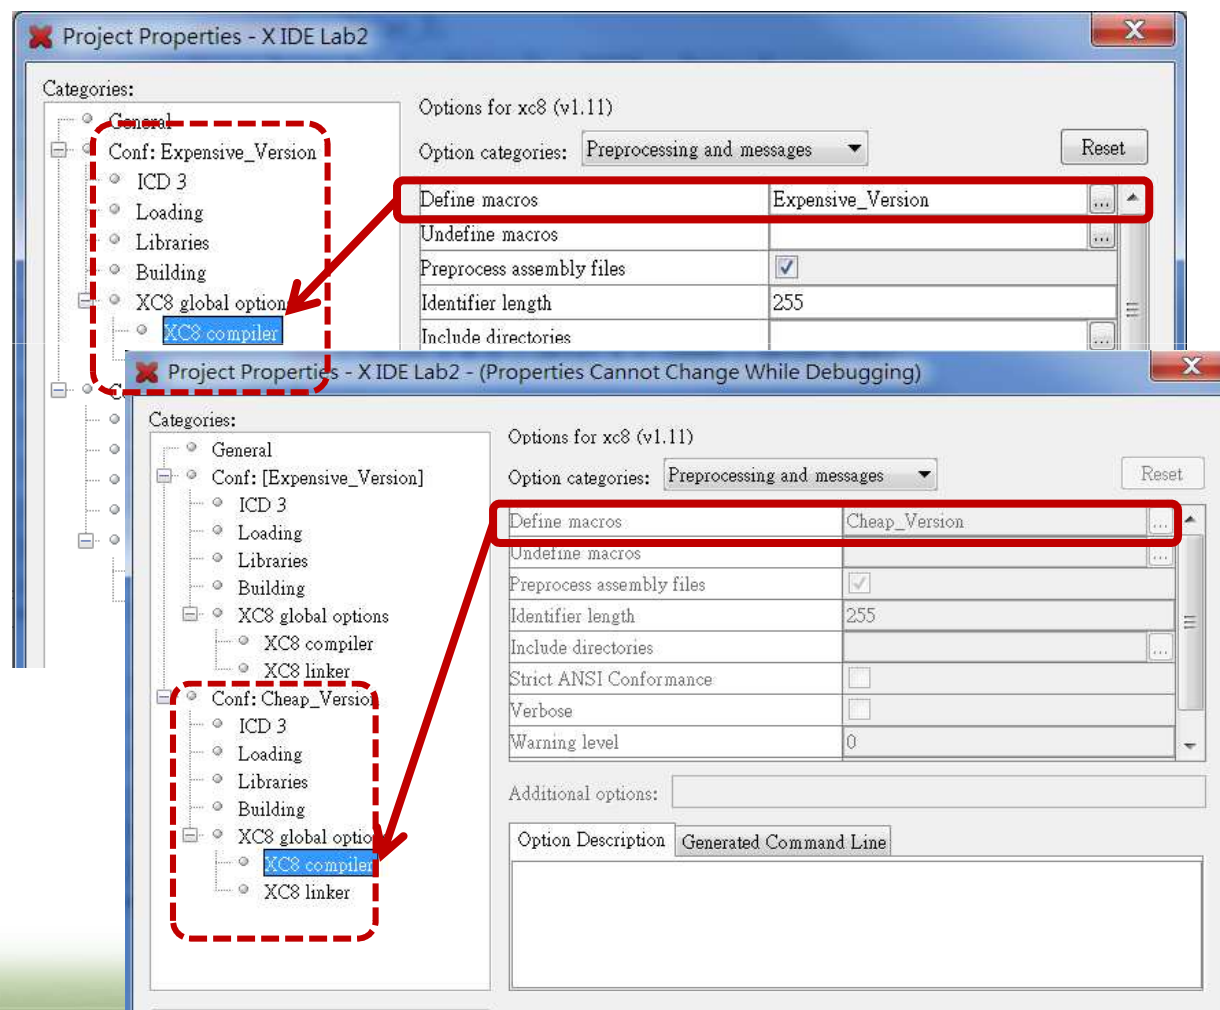 Project Properties - X IDE Lab2
X
Categories:
General
Conf: Expensive_Version
ICD 3
Loading
Libraries
Building
XC8 global options
XC8 compiler
Options for xc8 (v1.11)
Option categories: Preprocessing and messages
Reset
Define macros Expensive_Version ...
Undefine macros ...
Preprocess assembly files
Identifier length 255
Include directories ...
Project Properties - X IDE Lab2 - (Properties Cannot Change While Debugging)
X
Categories:
General
Conf: [Expensive_Version]
ICD 3
Loading
Libraries
Building
XC8 global options
XC8 compiler
XC8 linker
Conf: Cheap_Version
ICD 3
Loading
Libraries
Building
XC8 global optio
XC8 compiler
XC8 linker
Options for xc8 (v1.11)
Option categories: Preprocessing and messages
Reset
Define macros Cheap_Version ...
Undefine macros ...
Preprocess assembly files
Identifier length 255
Include directories ...
Strict ANSI Conformance
Verbose
Warning level 0
Additional options:
Option Description Generated Command Line